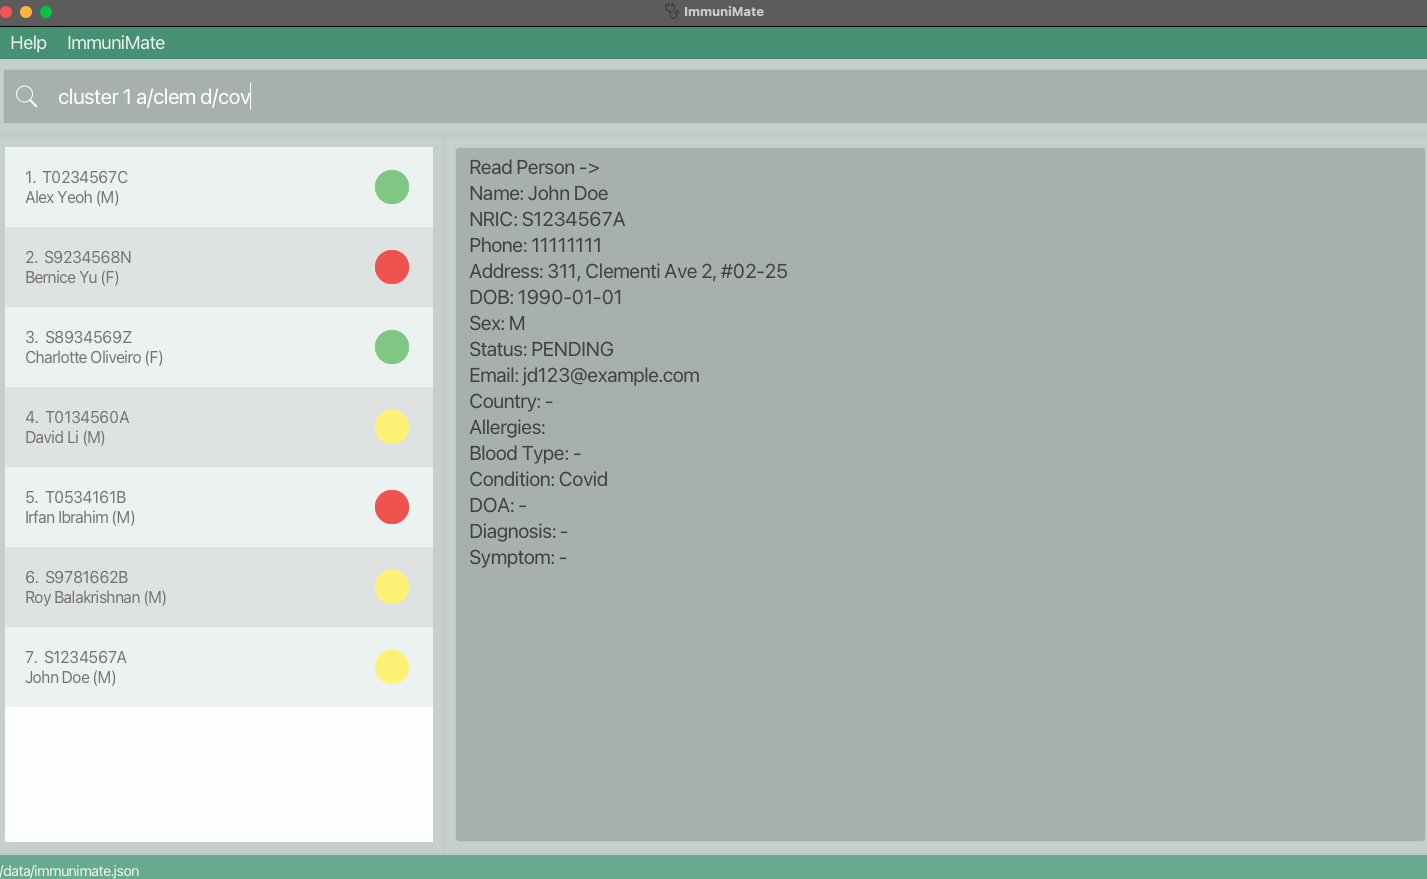 ImmuniMate
Help ImmuniMate
cluster 1 a/clem d/cov
1. T0234567C
Alex Yeoh (M)
2. S9234568N
Bernice Yu (F)
3. S8934569Z
Charlotte Oliveiro (F)
4. T0134560A
David Li (M)
5. T0534161B
Irfan Ibrahim (M)
6. S9781662B
Roy Balakrishnan (M)
7. S1234567A
John Doe (M)
Read Person ->
Name: John Doe
NRIC: S1234567A
Phone: 11111111
Address: 311, Clementi Ave 2, #02-25
DOB: 1990-01-01
Sex: M
Status: PENDING
Email: jd123@example.com
Country: -
Allergies:
Blood Type: -
Condition: Covid
DOA: -
Diagnosis: -
Symptom: -
/data/immunimate.json